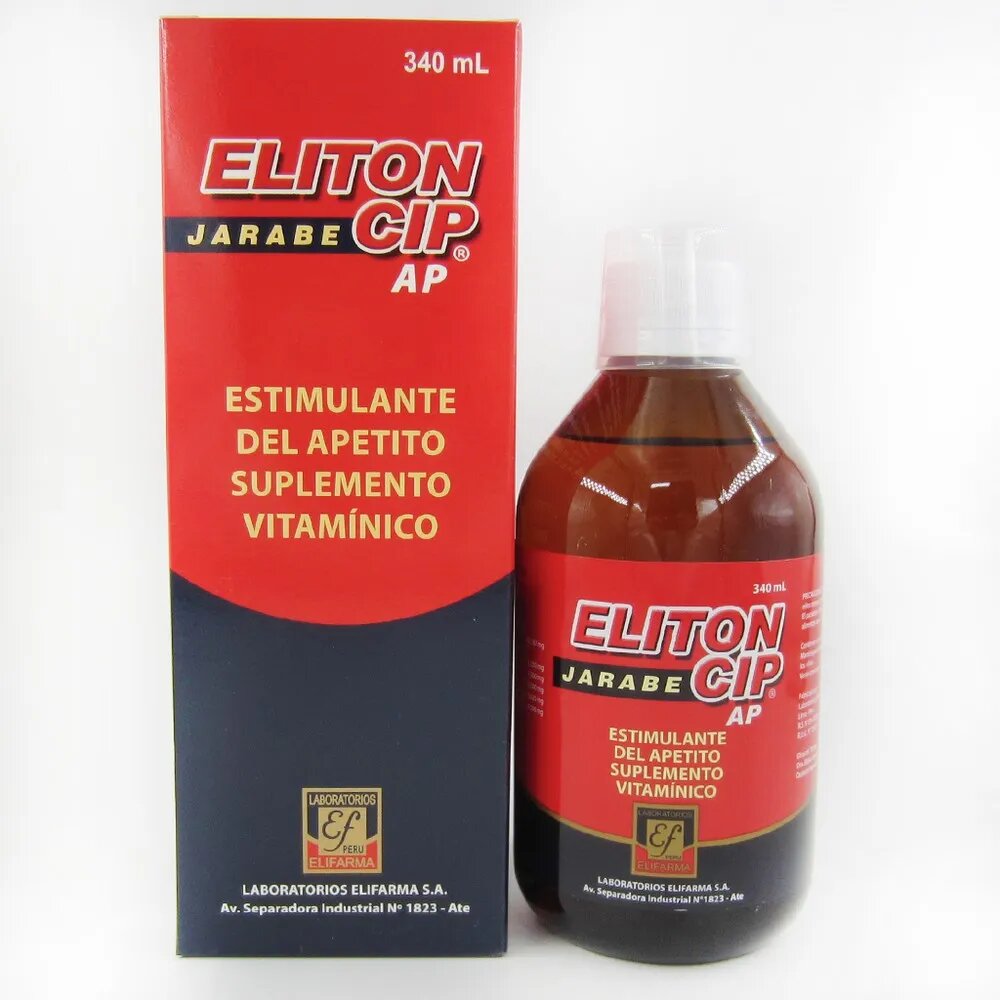 340 mL
ELITON
JARABE CIP®
AP
ESTIMULANTE
DEL APETITO
SUPLEMENTO
VITAMÍNICO
LABORATORIOS
Ef
PERU
ELIFARMA
LABORATORIOS ELIFARMA S.A.
Av. Separadora Industrial Nº 1823 - Ate
340 mL
ELITON
JARABE CIP®
AP
ESTIMULANTE
DEL APETITO
SUPLEMENTO
VITAMÍNICO
LABORATORIOS
Ef
PERU
ELIFARMA
LABORATORIOS ELIFARMA S.A.
Av. Separadora Industrial Nº 1823 - Ate